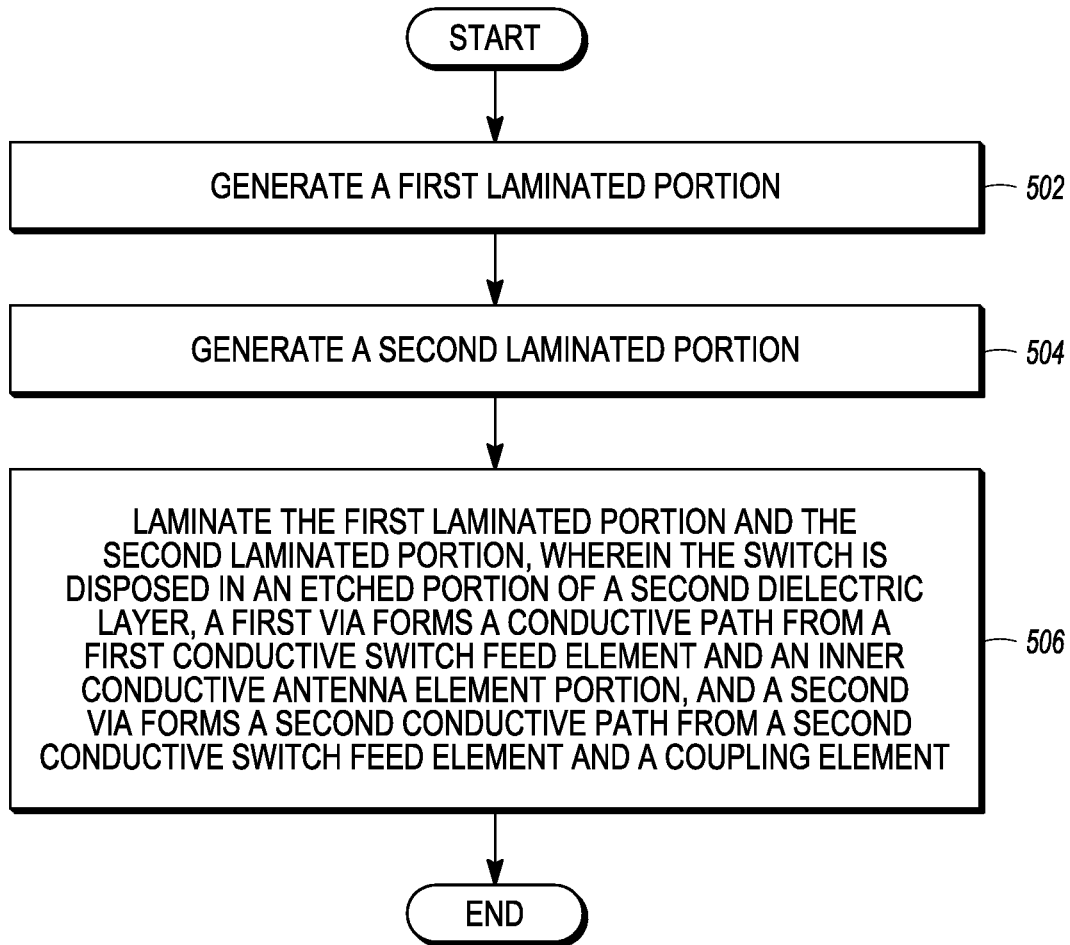 START
GENERATE A FIRST LAMINATED PORTION
502
GENERATE A SECOND LAMINATED PORTION
504
LAMINATE THE FIRST LAMINATED PORTION AND THE
SECOND LAMINATED PORTION, WHEREIN THE SWITCH IS
DISPOSED IN AN ETCHED PORTION OF A SECOND DIELECTRIC
LAYER, A FIRST VIA FORMS A CONDUCTIVE PATH FROM A
FIRST CONDUCTIVE SWITCH FEED ELEMENT AND AN INNER
CONDUCTIVE ANTENNA ELEMENT PORTION, AND A SECOND
VIA FORMS A SECOND CONDUCTIVE PATH FROM A SECOND
CONDUCTIVE SWITCH FEED ELEMENT AND A COUPLING ELEMENT
506
END